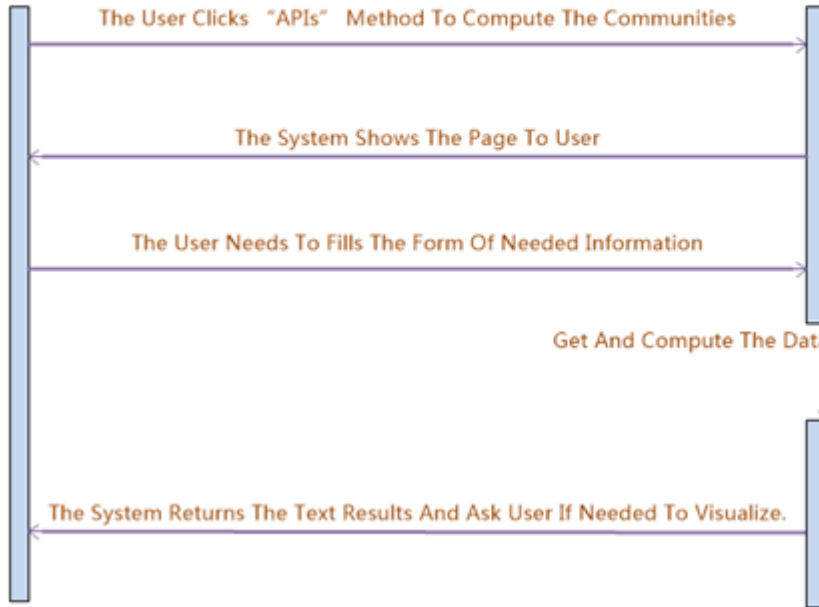 The User Clicks “APIs” Method To Compute The Communities
The System Shows The Page To User
The User Needs To Fills The Form Of Needed Information
Get And Compute The Data
The System Returns The Text Results And Ask User If Needed To Visualize.